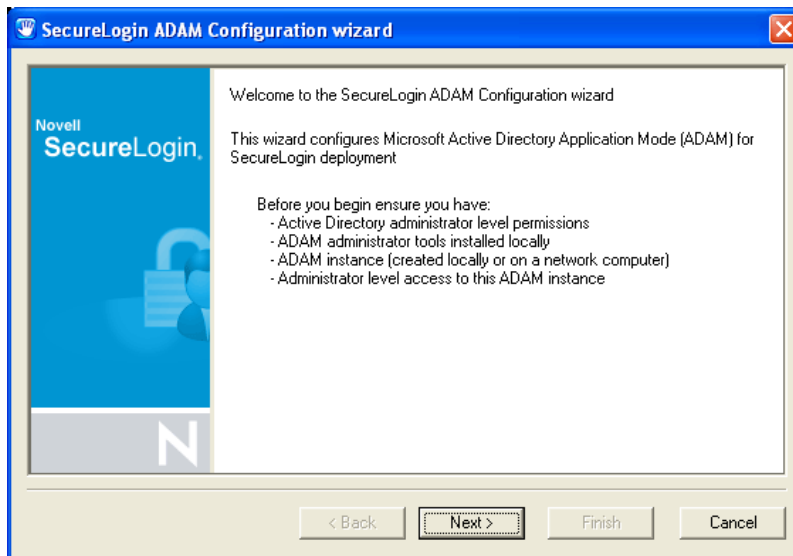 SecureLogin ADAM Configuration wizard
Novell
SecureLogin.
Welcome to the SecureLogin ADAM Configuration wizard
This wizard configures Microsoft Active Directory Application Mode (ADAM) for
SecureLogin deployment
Before you begin ensure you have:
- Active Directory administrator level permissions
- ADAM administrator tools installed locally
- ADAM instance (created locally or on a network computer)
- Administrator level access to this ADAM instance
N
< Back
Next >
Finish
Cancel